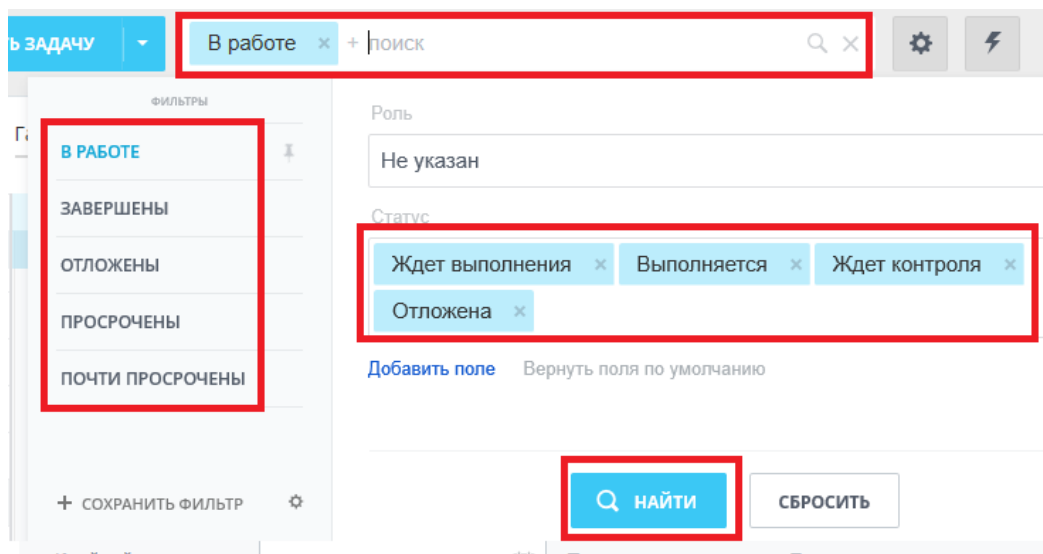 Ь ЗАДАЧУ
В работе × + поиск
ФИЛЬТРЫ
В РАБОТЕ
ЗАВЕРШЕНЫ
ОТЛОЖЕНЫ
ПРОСРОЧЕНЫ
ПОЧТИ ПРОСРОЧЕНЫ
+ СОХРАНИТЬ ФИЛЬТР
Роль
Не указан
Статус
Ждет выполнения × Выполняется × Ждет контроля ×
Отложена ×
Добавить поле Вернуть поля по умолчанию
НАЙТИ СБРОСИТЬ